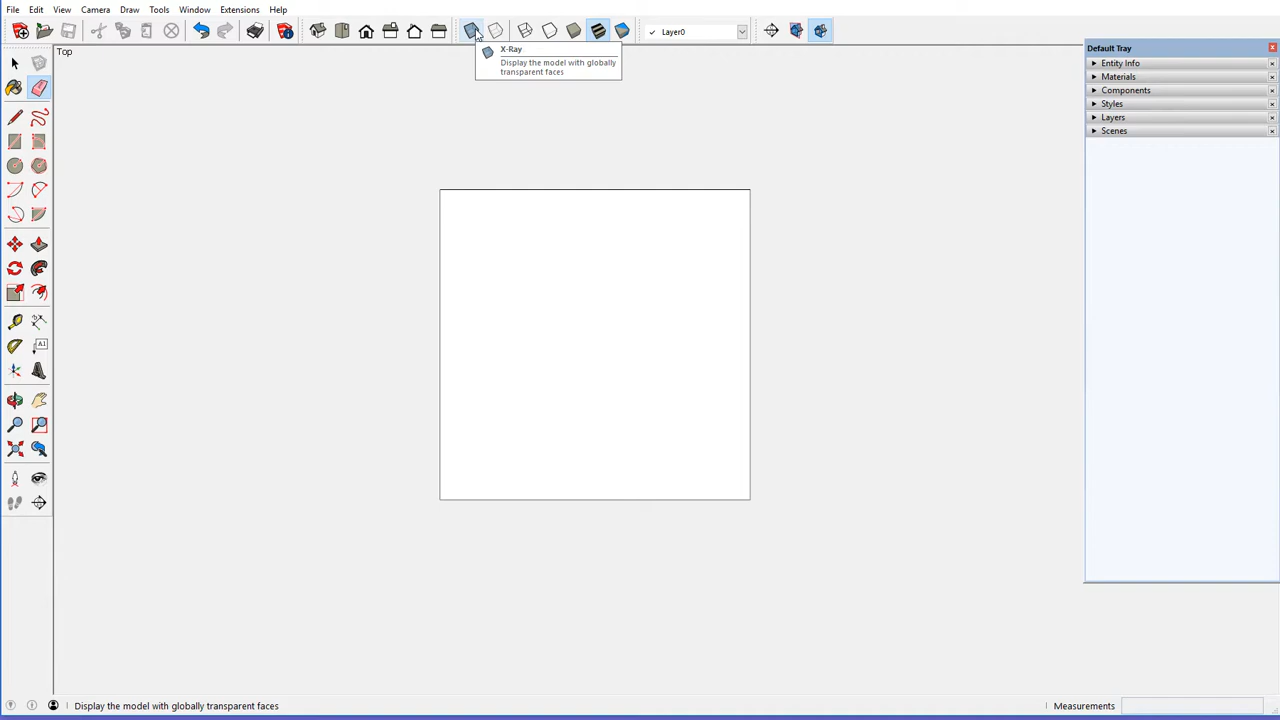 File Edit View Camera Draw Tools Window Extensions Help
Layer0
Top
X-Ray
Display the model with globally
transparent faces
Default Tray
Entity Info
Materials
Components
Styles
Layers
Scenes
A1
Display the model with globally transparent faces
Measurements